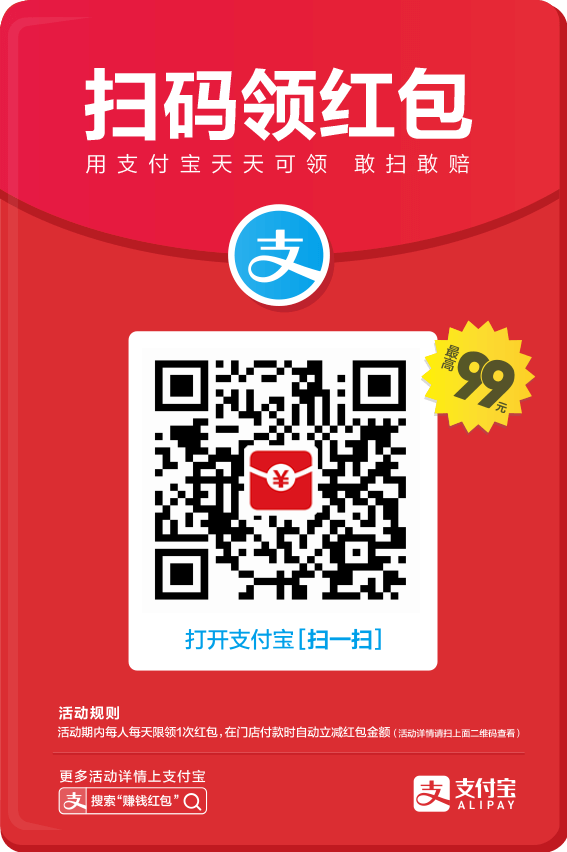 扫码领红包
用支付宝天天可领 敢扫敢赔
支
最高
99
元
¥
打开支付宝[扫一扫]
活动规则
活动期内每人每天限领1次红包，在门店付款时自动立减红包金额（活动详情请扫上面二维码查看）
更多活动详情上支付宝
支 搜索“赚钱红包”
支 支付宝
ALIPAY